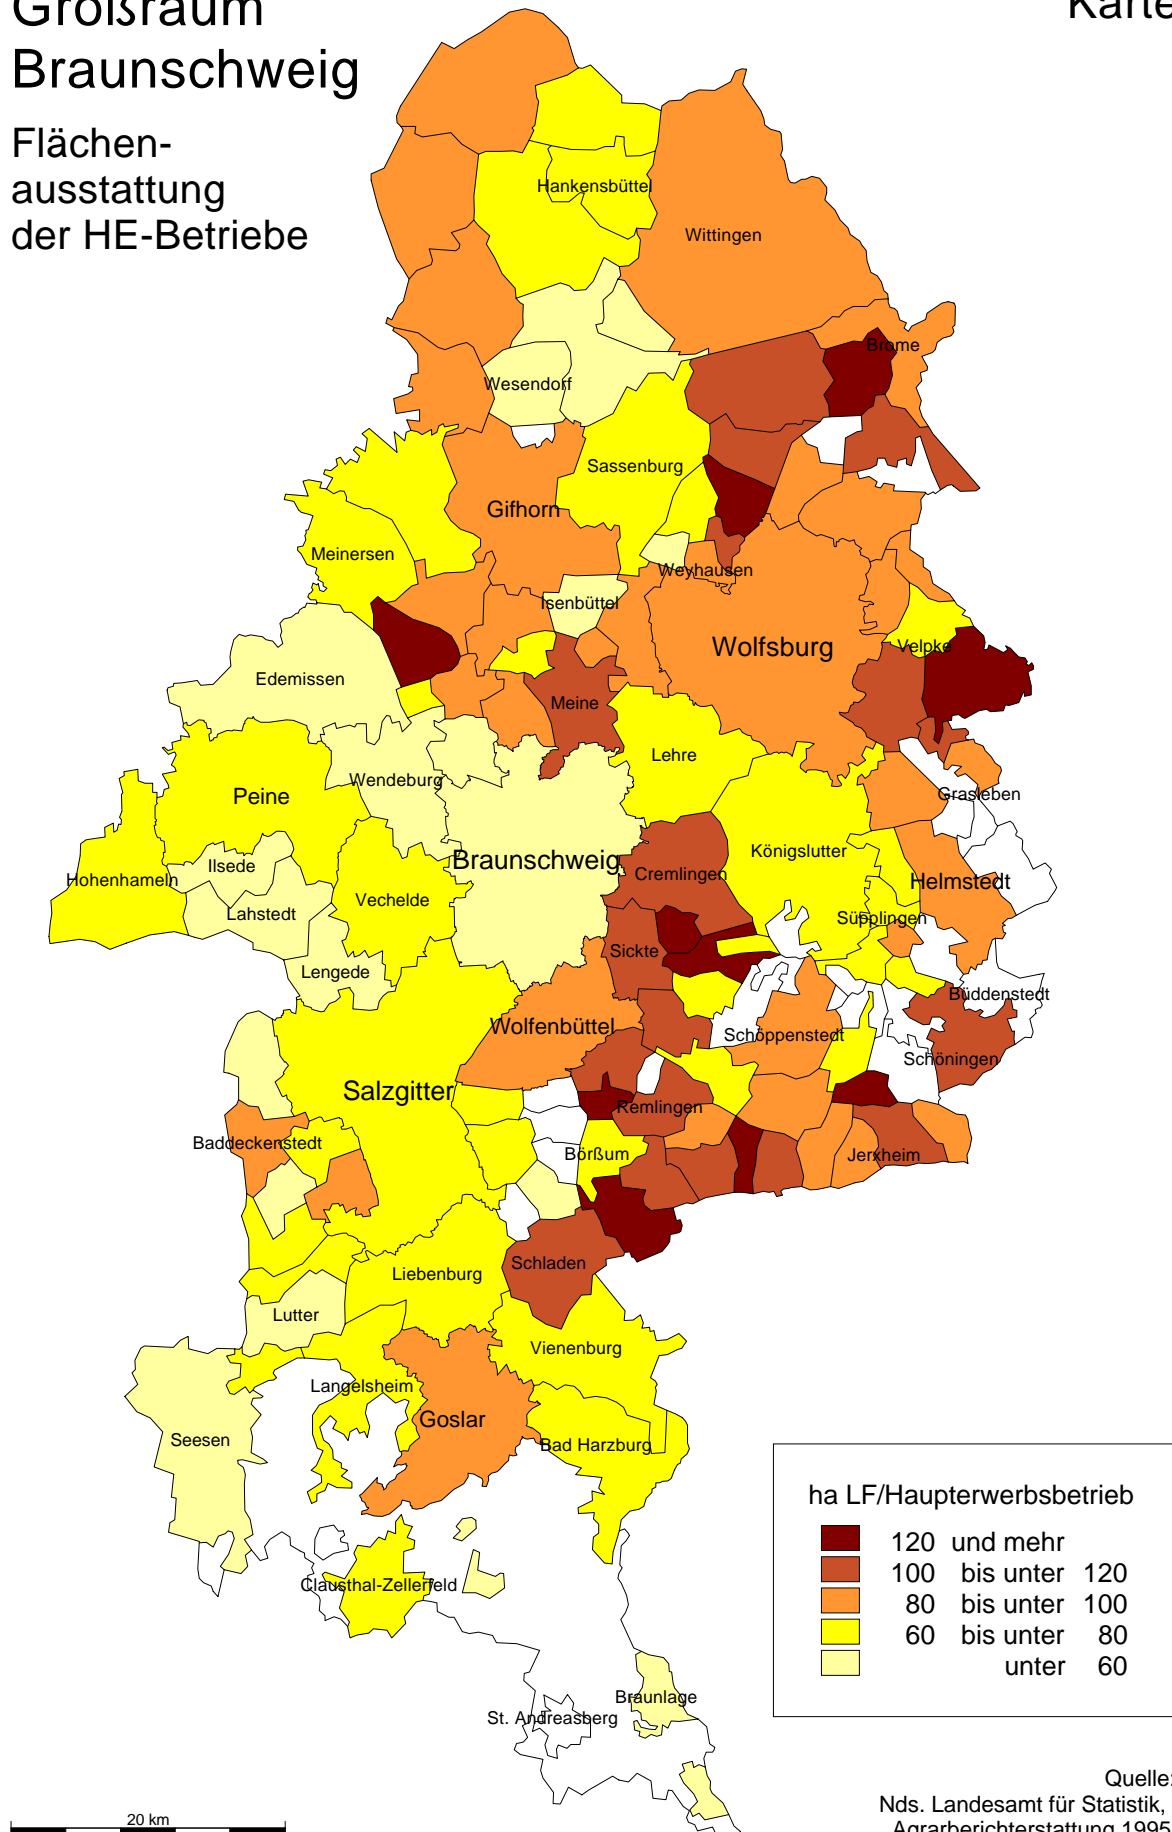 Großraum
Braunschweig
Karte
Flächen-
ausstattung
der HE-Betriebe
Hankensbüttel
Wittingen
Brome
Wesendorf
Sassenburg
Gifhorn
Meinersen
Weyhausen
Isenbüttel
Wolfsburg
Velpke
Edemissen
Meine
Lehre
Wendeburg
Peine
Grasleben
Königslutter
Braunschweig
Ilsede
Cremlingen
Hohenhameln
Helmstedt
Vechelde
Lahstedt
Süpplingen
Sickte
Lengede
Büddenstedt
Wolfenbüttel
Schöppenstedt
Schöningen
Salzgitter
Remlingen
Baddeckenstedt
Börßum
Jerxheim
Schladen
Liebenburg
Lutter
Vienenburg
Langelsheim
Goslar
Seesen
Bad Harzburg
Clausthal-Zellerfeld
Braunlage
St. Andreasberg
ha LF/Haupterwerbsbetrieb
120 und mehr
100 bis unter 120
80 bis unter 100
60 bis unter 80
unter 60
Quelle:
Nds. Landesamt für Statistik,
Agrarberichterstattung 1995
20 km